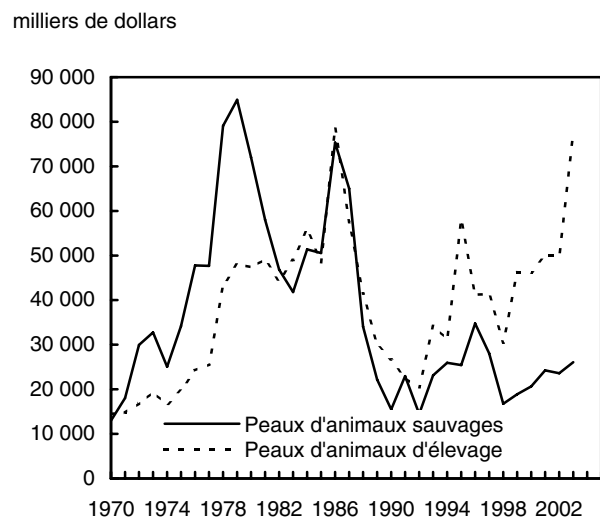 milliers de dollars
90 000
80 000
70 000
60 000
50 000
40 000
30 000
20 000
10 000
0
Peaux d'animaux sauvages
Peaux d'animaux d'élevage
1970 1974 1978 1982 1986 1990 1994 1998 2002